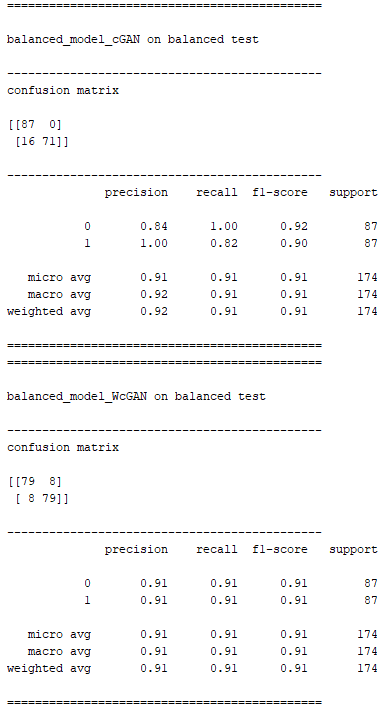 =============================================
balanced_model_cGAN on balanced test
---------------------------------------------
confusion matrix
[[87  0]
 [16 71]]
---------------------------------------------
              precision    recall  f1-score   support
           0       0.84      1.00      0.92        87
           1       1.00      0.82      0.90        87
   micro avg       0.91      0.91      0.91       174
   macro avg       0.92      0.91      0.91       174
weighted avg       0.92      0.91      0.91       174
=============================================
=============================================
balanced_model_WcGAN on balanced test
---------------------------------------------
confusion matrix
[[79  8]
 [ 8 79]]
---------------------------------------------
              precision    recall  f1-score   support
           0       0.91      0.91      0.91        87
           1       0.91      0.91      0.91        87
   micro avg       0.91      0.91      0.91       174
   macro avg       0.91      0.91      0.91       174
weighted avg       0.91      0.91      0.91       174
=============================================